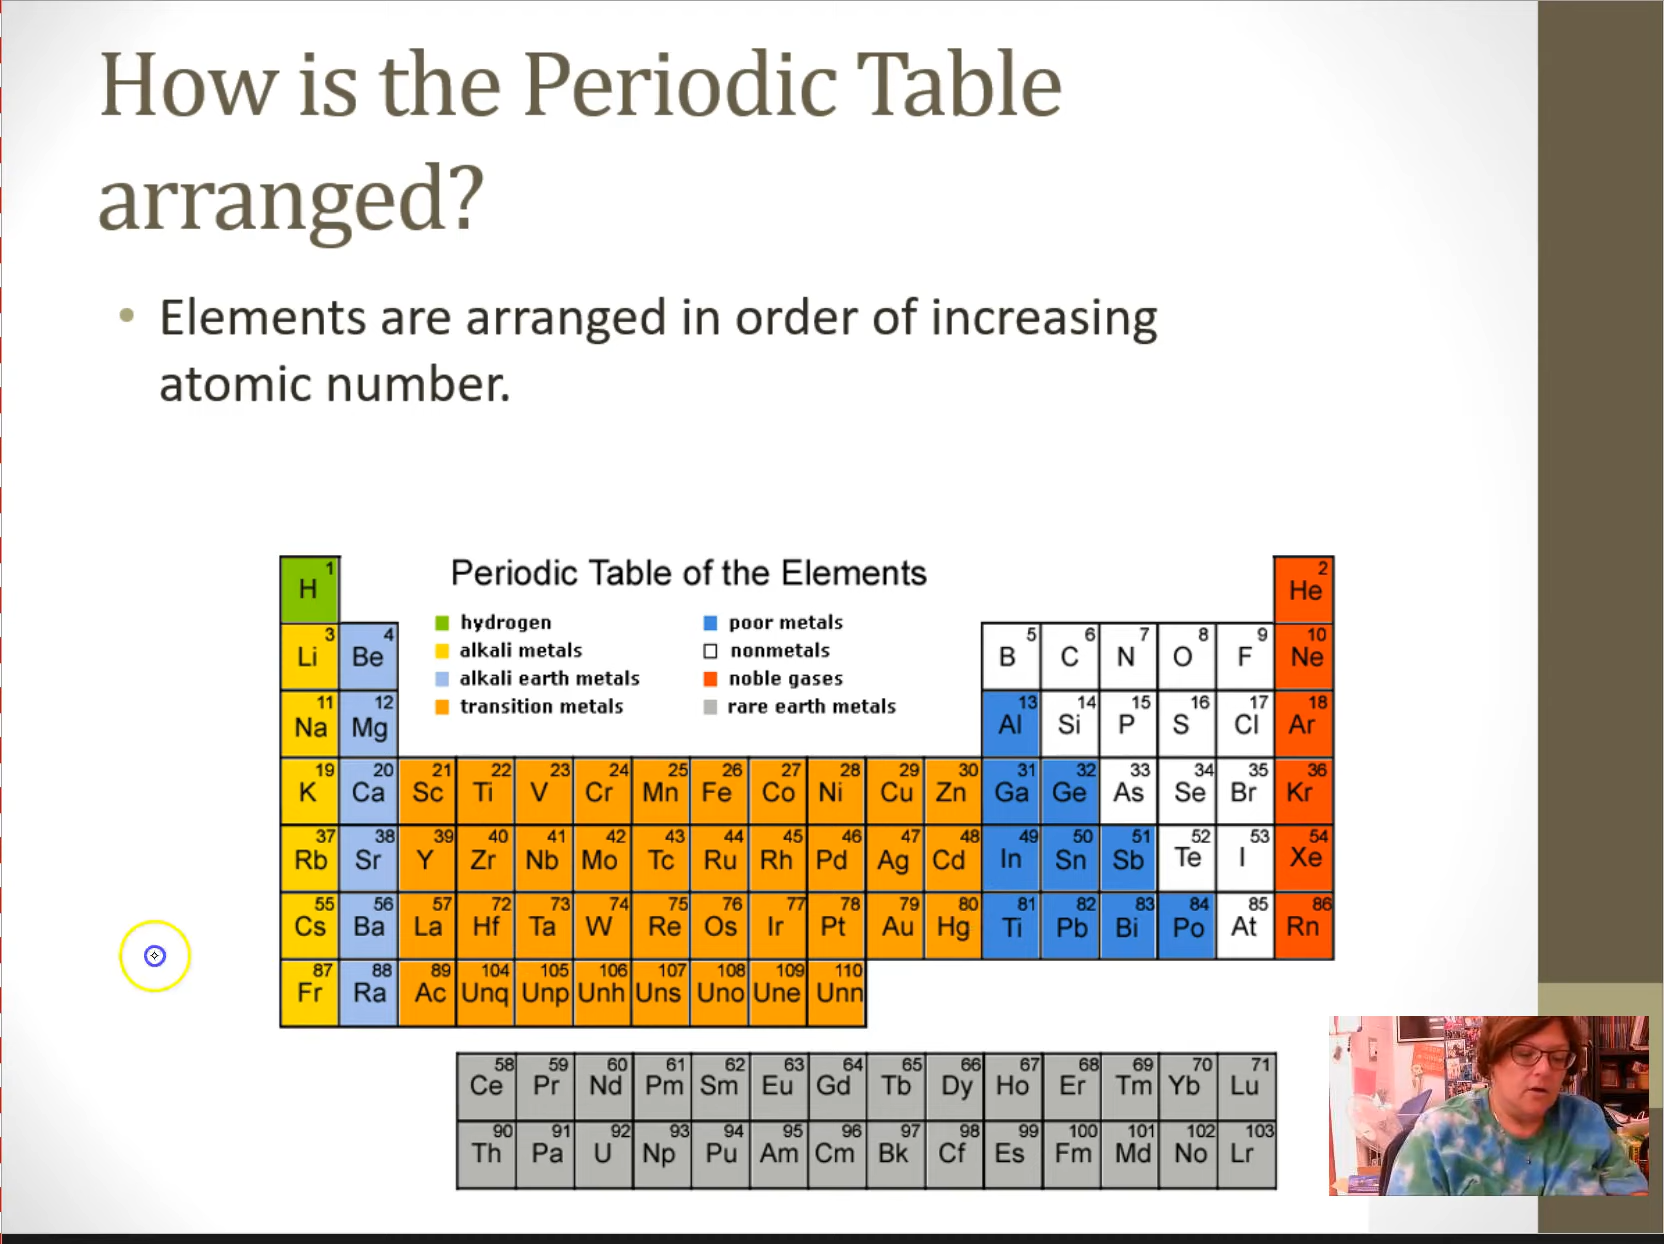 How is the Periodic Table
arranged?
• Elements are arranged in order of increasing
atomic number.
Periodic Table of the Elements
hydrogen
alkali metals
alkali earth metals
transition metals
poor metals
nonmetals
noble gases
rare earth metals
1 H 2 He
3 Li 4 Be 5 B 6 C 7 N 8 O 9 F 10 Ne
11 Na 12 Mg 13 Al 14 Si 15 P 16 S 17 Cl 18 Ar
19 K 20 Ca 21 Sc 22 Ti 23 V 24 Cr 25 Mn 26 Fe 27 Co 28 Ni 29 Cu 30 Zn 31 Ga 32 Ge 33 As 34 Se 35 Br 36 Kr
37 Rb 38 Sr 39 Y 40 Zr 41 Nb 42 Mo 43 Tc 44 Ru 45 Rh 46 Pd 47 Ag 48 Cd 49 In 50 Sn 51 Sb 52 Te 53 I 54 Xe
55 Cs 56 Ba 57 La 72 Hf 73 Ta 74 W 75 Re 76 Os 77 Ir 78 Pt 79 Au 80 Hg 81 Ti 82 Pb 83 Bi 84 Po 85 At 86 Rn
87 Fr 88 Ra 89 Ac 104 Unq 105 Unp 106 Unh 107 Uns 108 Uno 109 Une 110 Unn
58 Ce 59 Pr 60 Nd 61 Pm 62 Sm 63 Eu 64 Gd 65 Tb 66 Dy 67 Ho 68 Er 69 Tm 70 Yb 71 Lu
90 Th 91 Pa 92 U 93 Np 94 Pu 95 Am 96 Cm 97 Bk 98 Cf 99 Es 100 Fm 101 Md 102 No 103 Lr